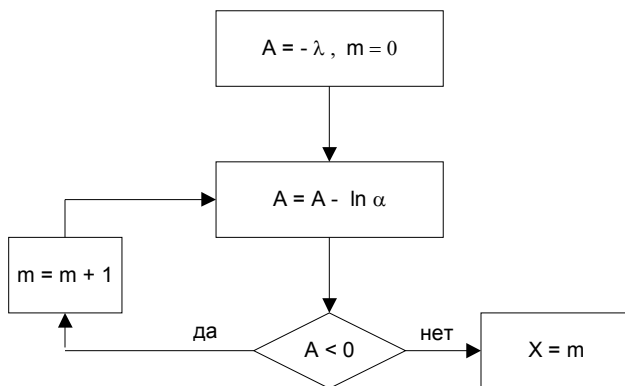 A = - λ , m = 0
A = A - ln α
m = m + 1
да
A < 0
нет
X = m